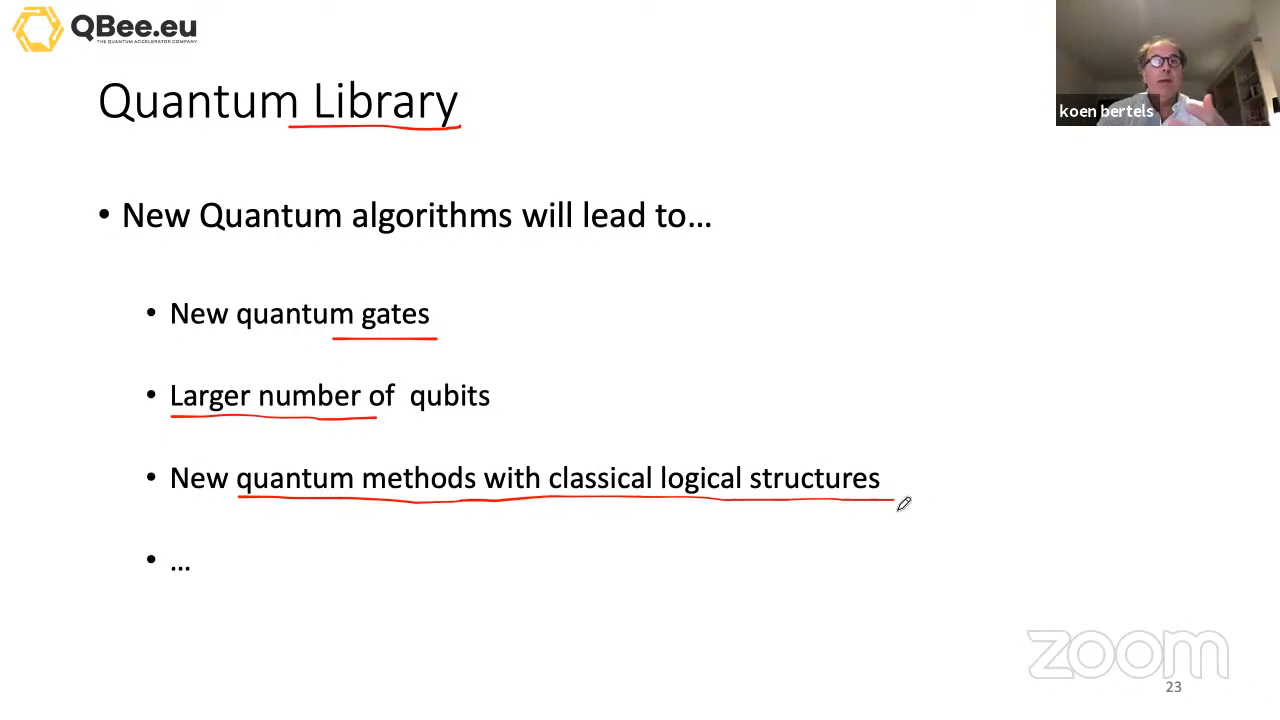 QBee.eu
THE QUANTUM ACCELERATOR COMPANY
koen bertels
Quantum Library
• New Quantum algorithms will lead to…
• New quantum gates
• Larger number of qubits
• New quantum methods with classical logical structures
• …
zoom
23